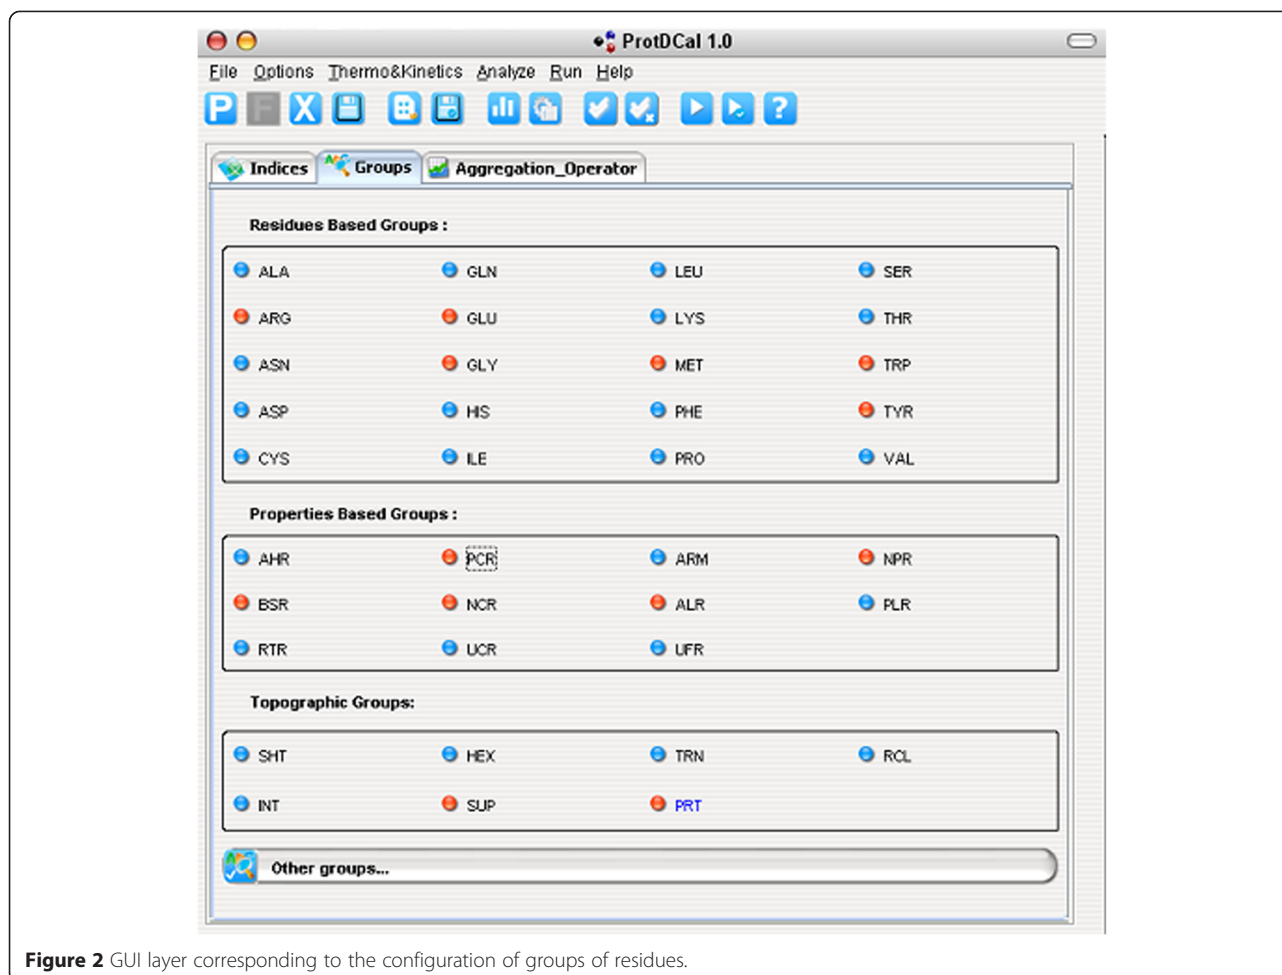 ProtDCal 1.0
File Options Thermo&Kinetics Analyze Run Help
P F X ?
Indices Groups Aggregation_Operator
Residues Based Groups :
ALA GLN LEU SER
ARG GLU LYS THR
ASN GLY MET TRP
ASP HIS PHE TYR
CYS ILE PRO VAL
Properties Based Groups :
AHR PCR ARM NPR
BSR NCR ALR PLR
RTR UCR UFR
Topographic Groups:
SHT HEX TRN RCL
INT SUP PRT
Other groups...
Figure 2 GUI layer corresponding to the configuration of groups of residues.